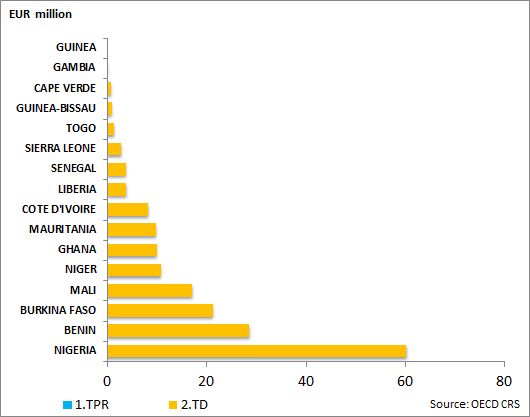 EUR million
GUINEA
GAMBIA
CAPE VERDE
GUINEA-BISSAU
TOGO
SIERRA LEONE
SENEGAL
LIBERIA
COTE D'IVOIRE
MAURITANIA
GHANA
NIGER
MALI
BURKINA FASO
BENIN
NIGERIA
0 20 40 60 80
1.TPR 2.TD Source: OECD CRS